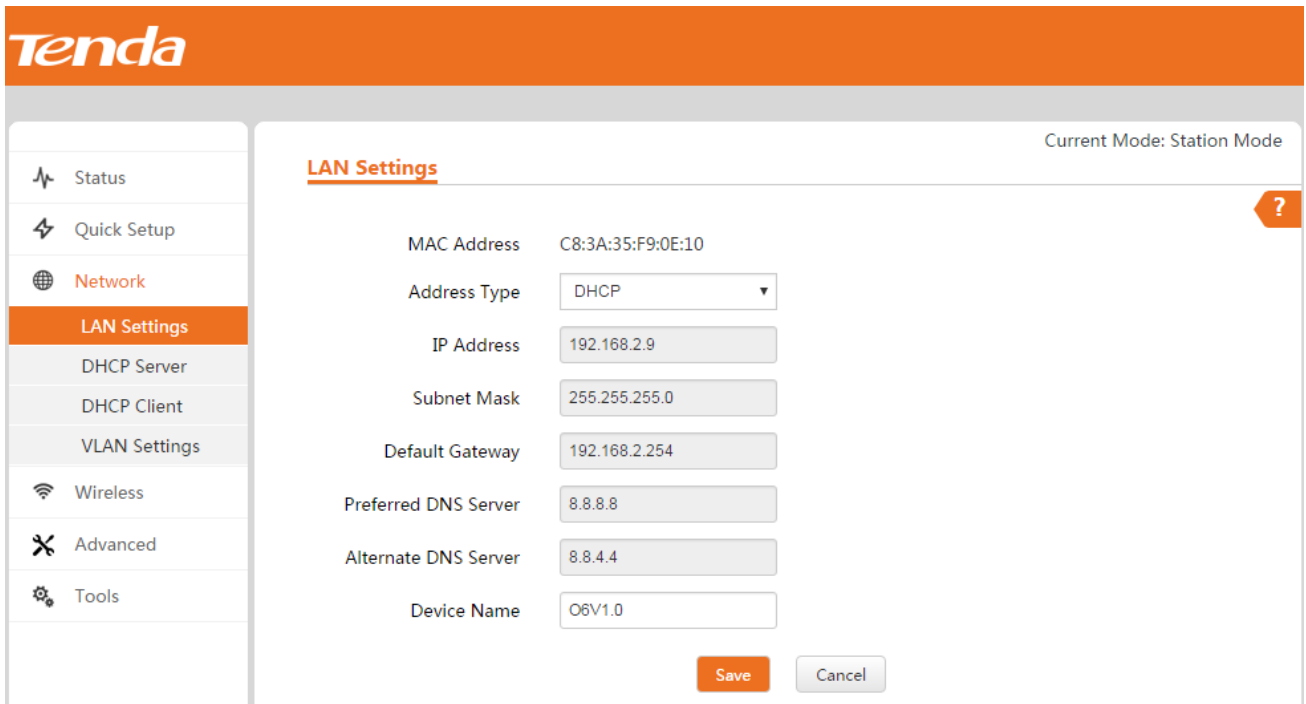 Tenda
Current Mode: Station Mode
Status
Quick Setup
Network
LAN Settings
DHCP Server
DHCP Client
VLAN Settings
Wireless
Advanced
Tools
LAN Settings
?
MAC Address C8:3A:35:F9:0E:10
Address Type DHCP
IP Address 192.168.2.9
Subnet Mask 255.255.255.0
Default Gateway 192.168.2.254
Preferred DNS Server 8.8.8.8
Alternate DNS Server 8.8.4.4
Device Name O6V1.0
Save Cancel